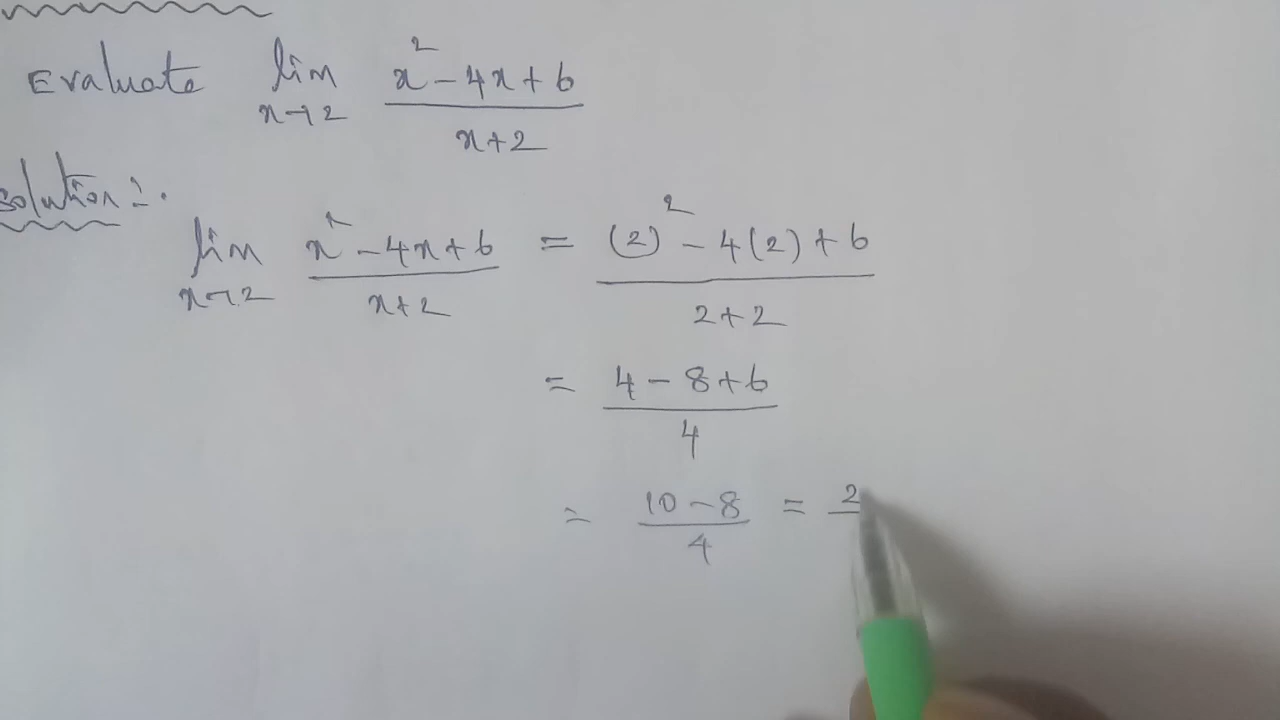 Evaluate lim x→2 x² - 4x + 6 / x + 2
Solution :-
lim x→2 x² - 4x + 6 / x + 2 = (2)² - 4(2) + 6 / 2 + 2
= 4 - 8 + 6 / 4
= 10 - 8 / 4 = 2